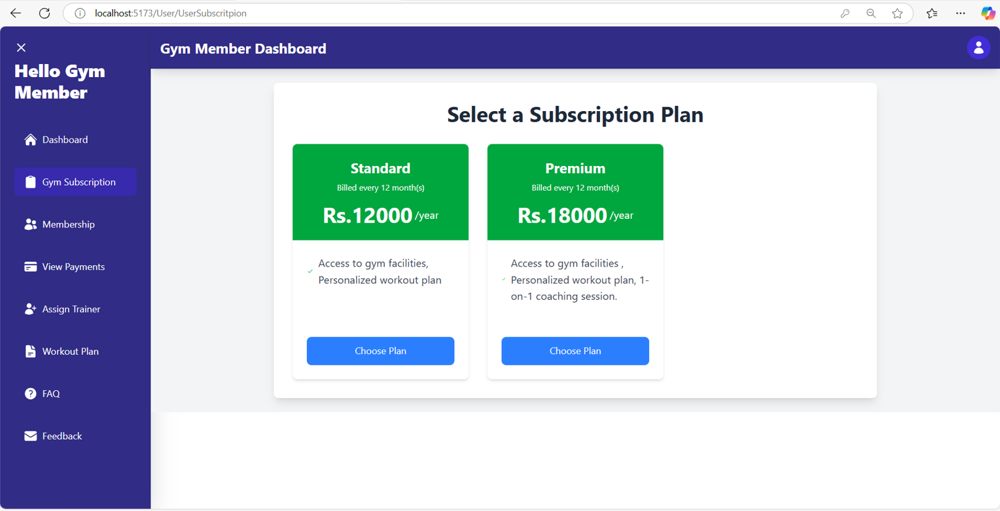 localhost:5173/User/UserSubscritpion
Hello Gym
Member
Dashboard
Gym Subscription
Membership
View Payments
Assign Trainer
Workout Plan
FAQ
Feedback
Gym Member Dashboard
Select a Subscription Plan
Standard
Billed every 12 month(s)
Rs.12000 /year
Access to gym facilities,
Personalized workout plan
Choose Plan
Premium
Billed every 12 month(s)
Rs.18000 /year
Access to gym facilities ,
Personalized workout plan, 1-
on-1 coaching session.
Choose Plan